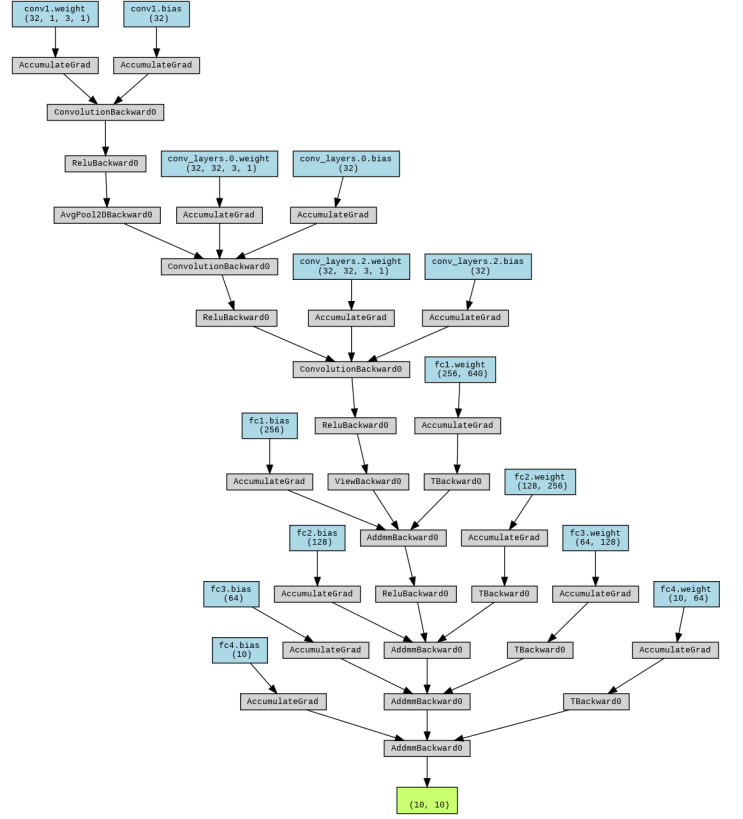 conv1.weight
(32, 1, 3, 1)
conv1.bias
(32)
AccumulateGrad
AccumulateGrad
ConvolutionBackward0
ReluBackward0
conv_layers.0.weight
(32, 32, 3, 1)
conv_layers.0.bias
(32)
AvgPool2DBackward0
AccumulateGrad
AccumulateGrad
ConvolutionBackward0
conv_layers.2.weight
(32, 32, 3, 1)
conv_layers.2.bias
(32)
ReluBackward0
AccumulateGrad
AccumulateGrad
ConvolutionBackward0
fc1.weight
(256, 640)
fc1.bias
(256)
ReluBackward0
AccumulateGrad
AccumulateGrad
ViewBackward0
TBackward0
fc2.weight
(128, 256)
fc2.bias
(128)
AddmmBackward0
AccumulateGrad
fc3.weight
(64, 128)
fc3.bias
(64)
AccumulateGrad
ReluBackward0
TBackward0
AccumulateGrad
fc4.weight
(10, 64)
fc4.bias
(10)
AccumulateGrad
AddmmBackward0
TBackward0
AccumulateGrad
AccumulateGrad
AddmmBackward0
TBackward0
AddmmBackward0
(10, 10)